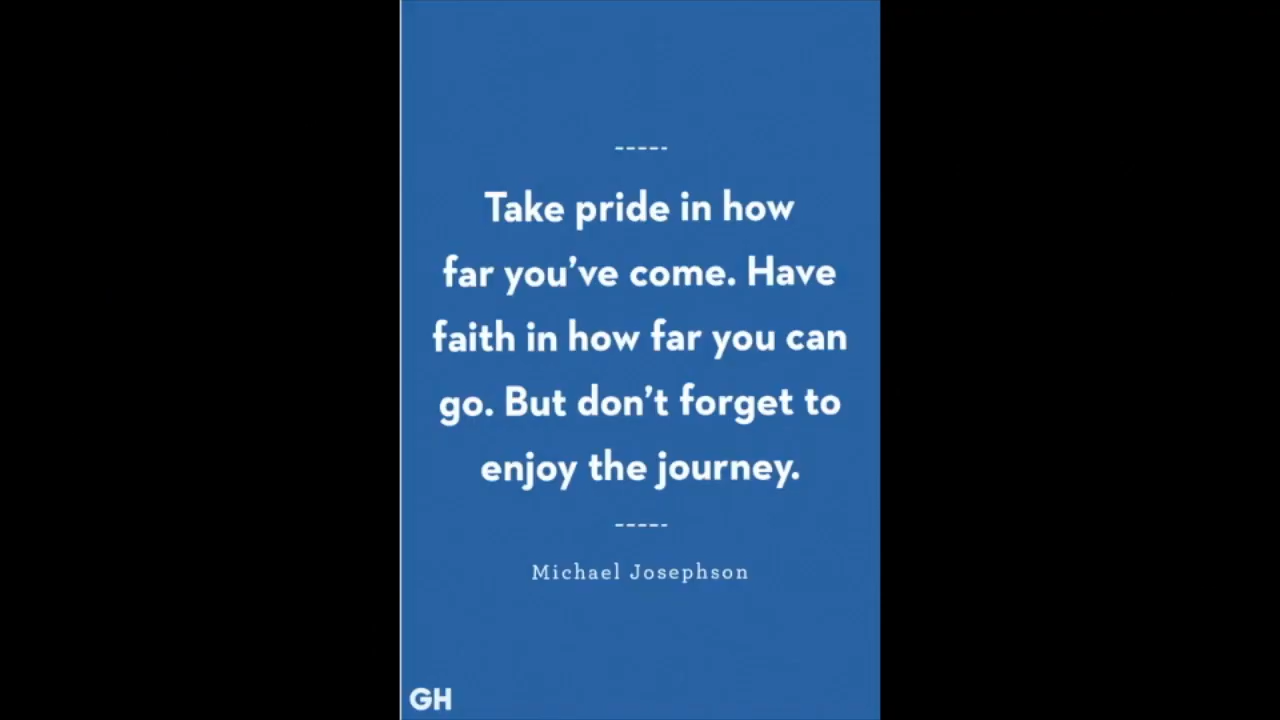 Take pride in how
far you’ve come. Have
faith in how far you can
go. But don’t forget to
enjoy the journey.
Michael Josephson
GH